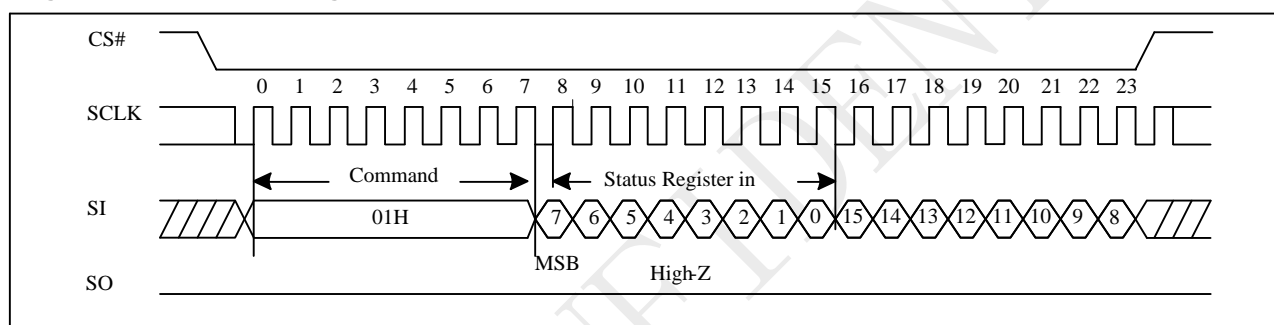 CS#
0 1 2 3 4 5 6 7 8 9 10 11 12 13 14 15 16 17 18 19 20 21 22 23
SCLK
Command Status Register in
SI 01H 7 6 5 4 3 2 1 0 15 14 13 12 11 10 9 8
MSB High-Z
SO